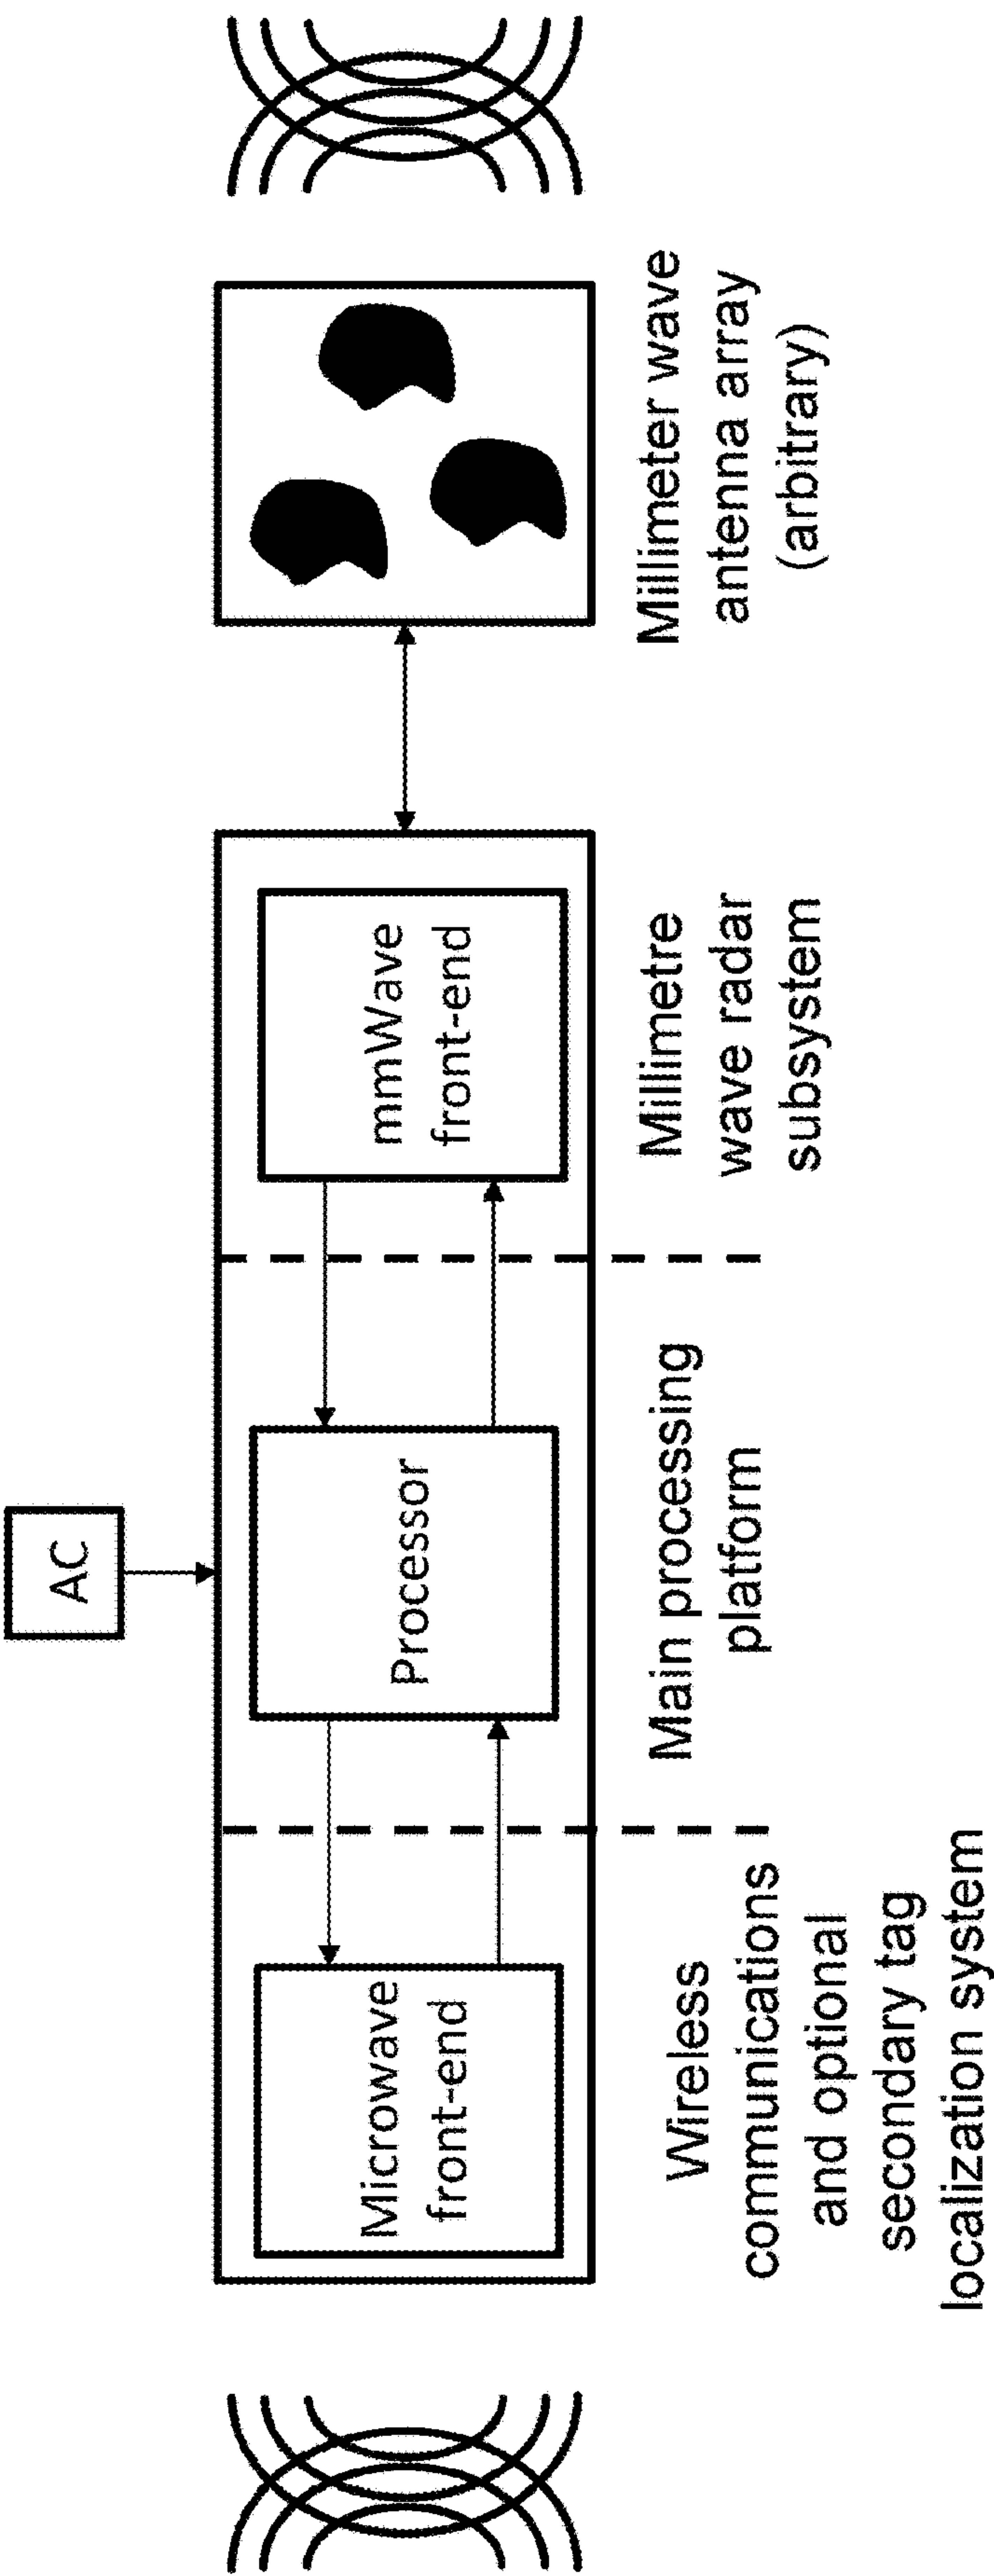 AC
Microwave
front-end
Processor
mmWave
front-end
Wireless
communications
and optional
secondary tag
localization system
Main processing
platform
Millimetre
wave radar
subsystem
Millimeter wave
antenna array
(arbitrary)